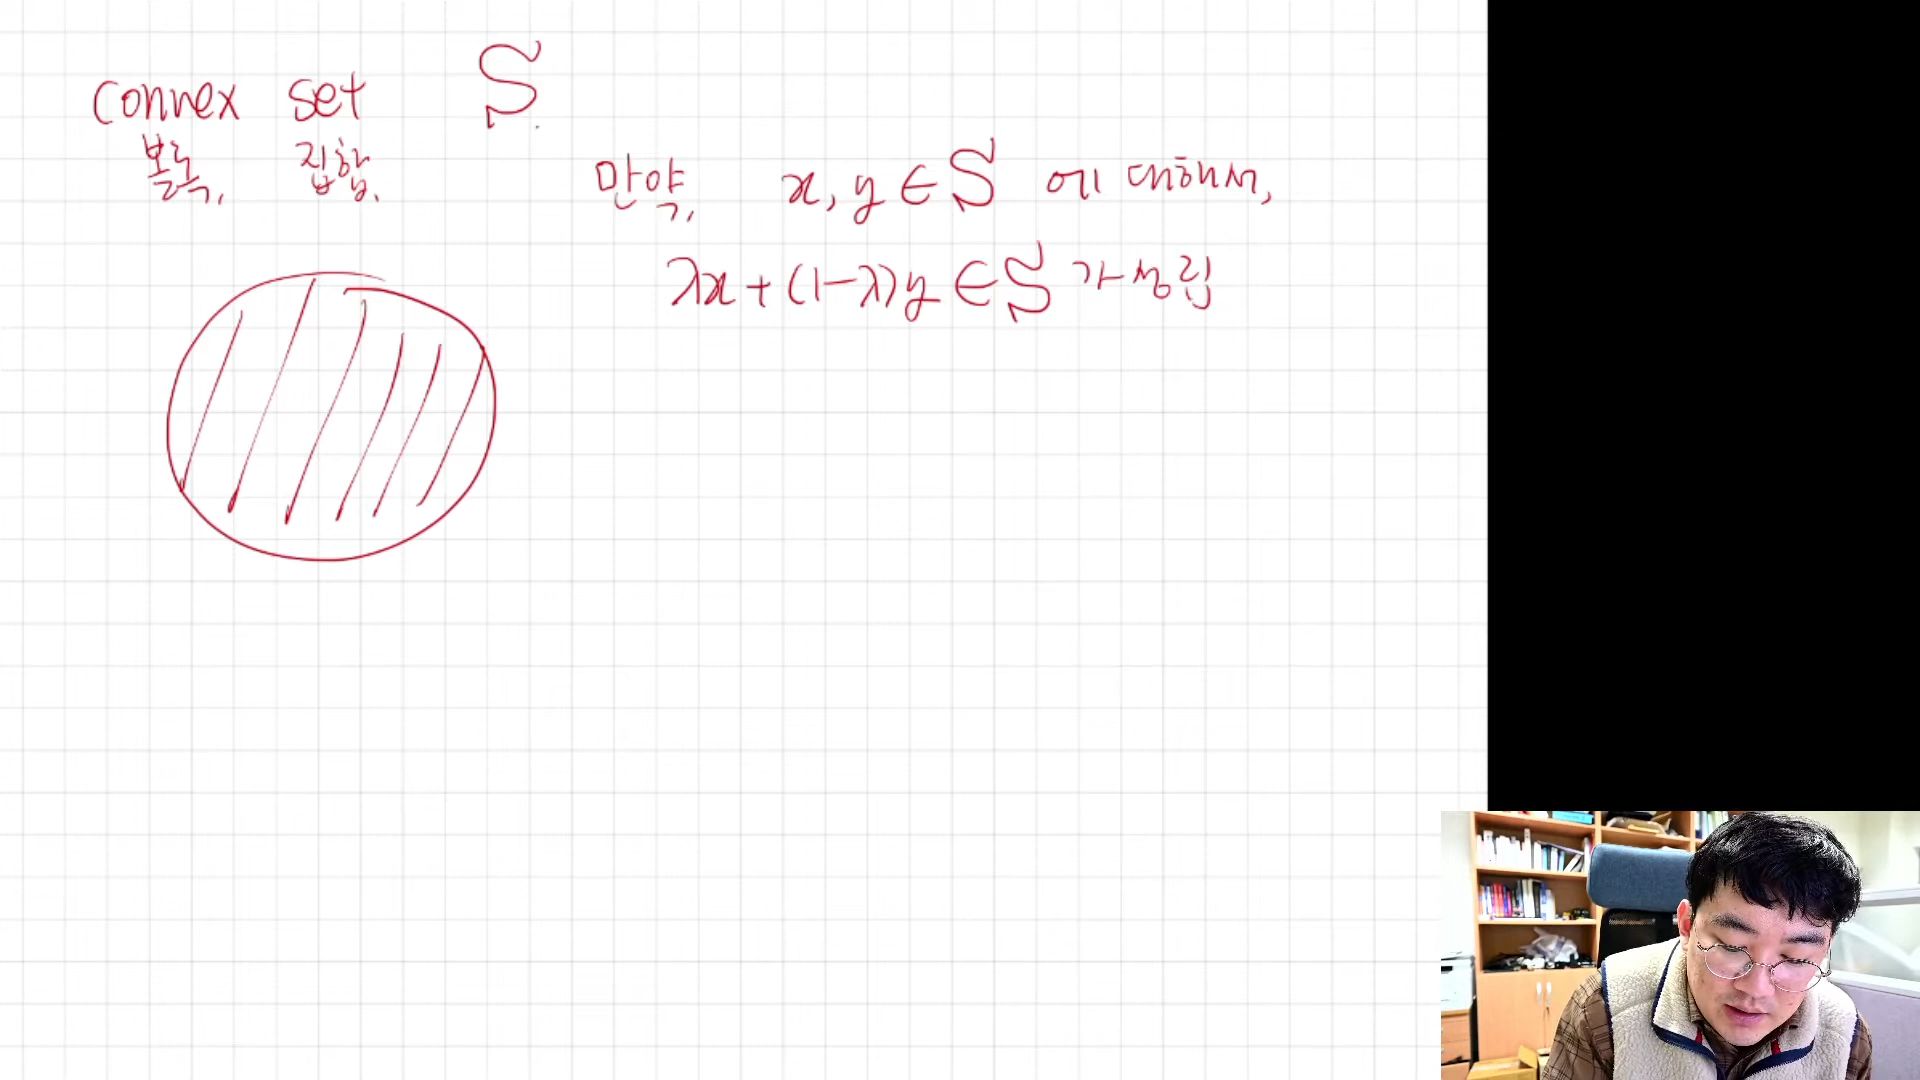 convex set S
볼록, 집합.
만약, x, y ∈ S 에 대해서,
λx + (1-λ)y ∈ S 가 성립